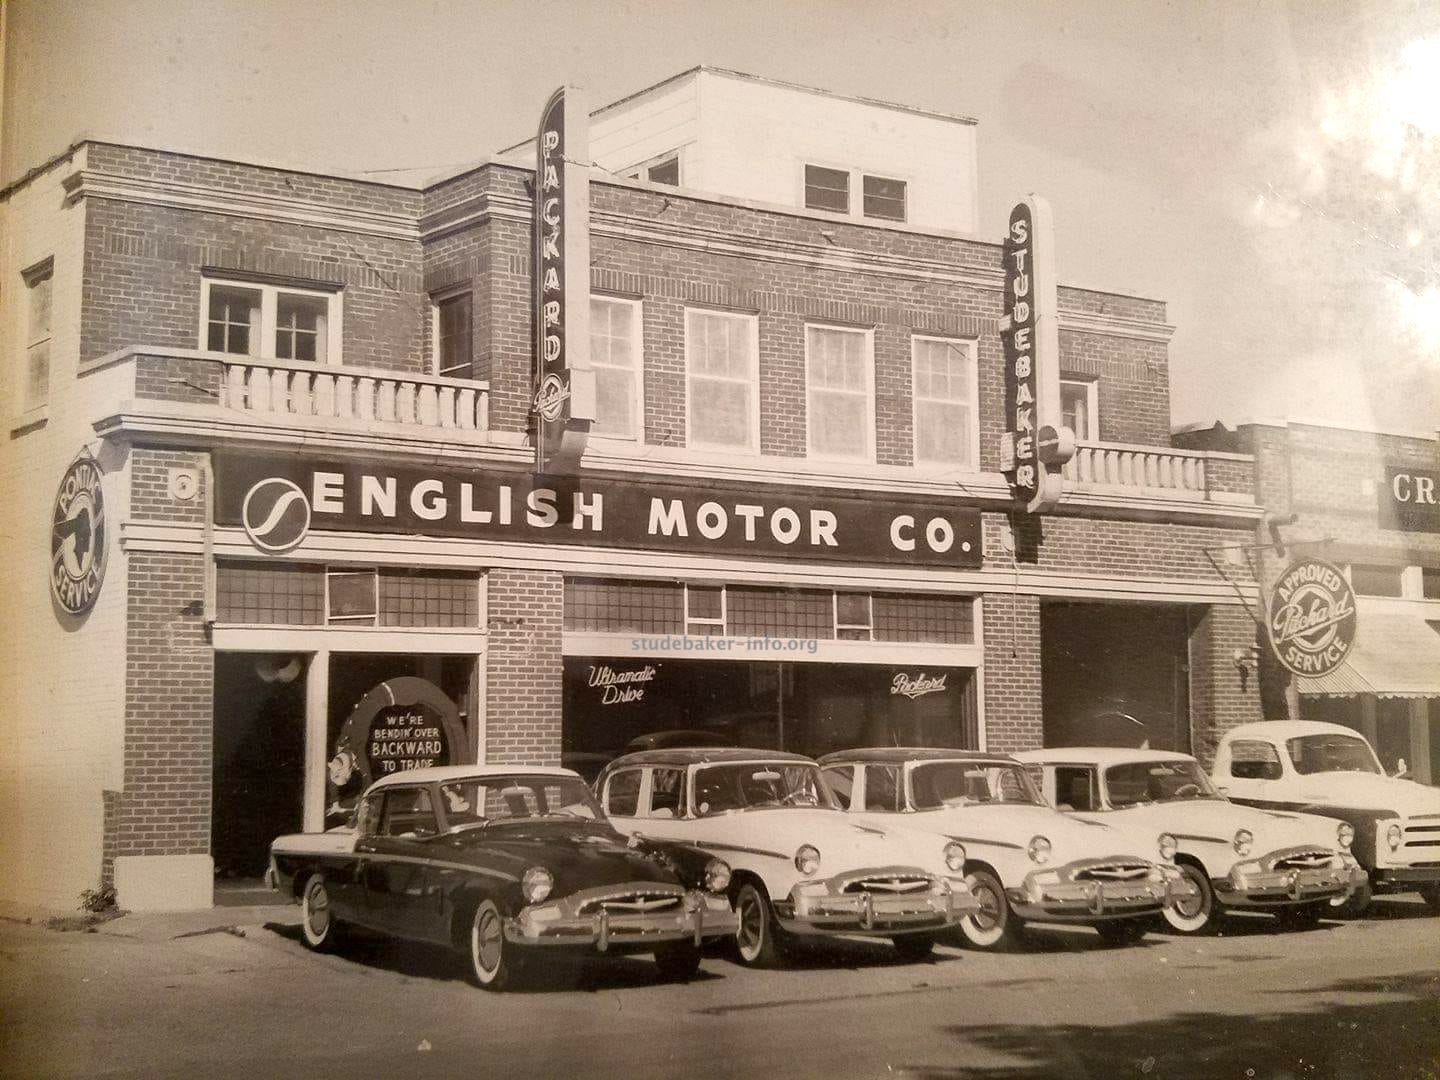 PACKARD
Packard
STUDEBAKER
PONTIAC
SERVICE
S ENGLISH MOTOR CO.
CR
APPROVED
Packard
SERVICE
studebaker-info.org
Ultramatic
Drive
Packard
WE'RE
BENDIN' OVER
BACKWARD
TO TRADE